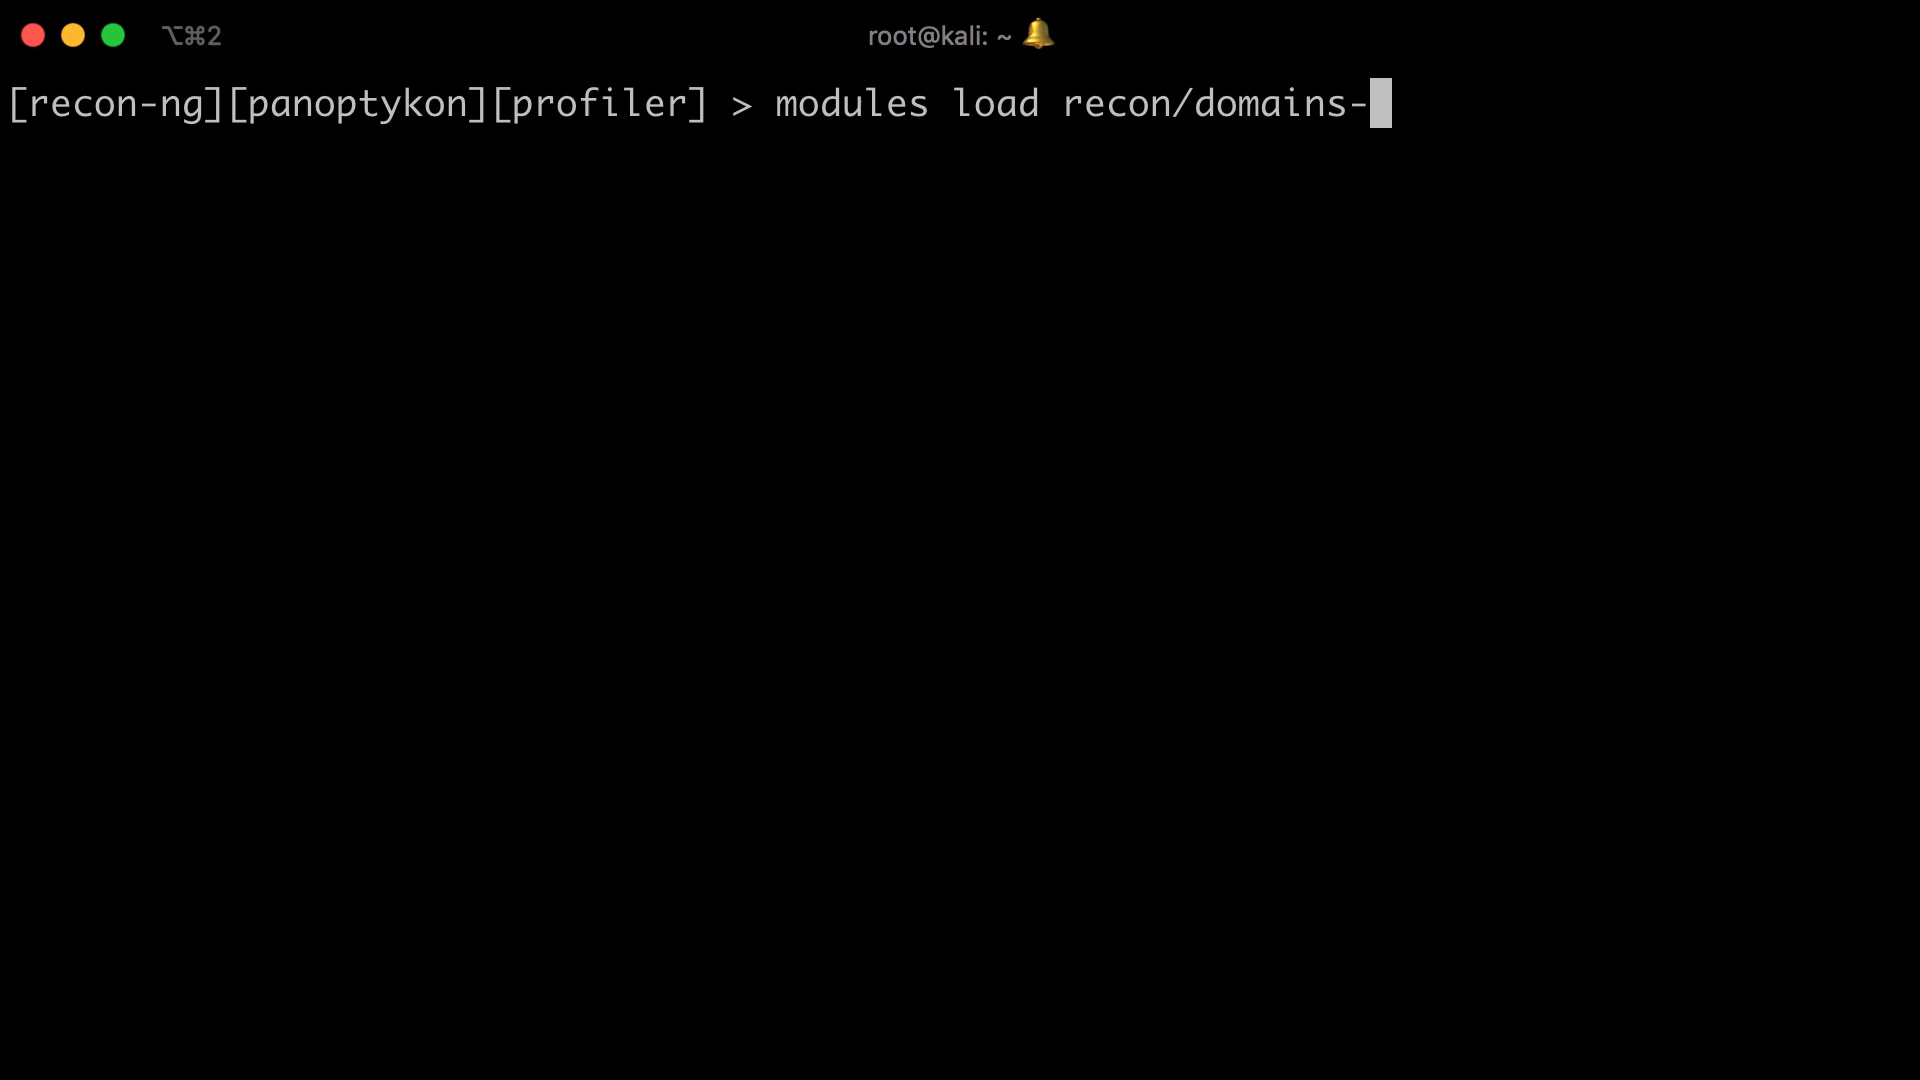 ⌥⌘2
root@kali: ~ 🔔
[recon-ng][panoptykon][profiler] > modules load recon/domains-